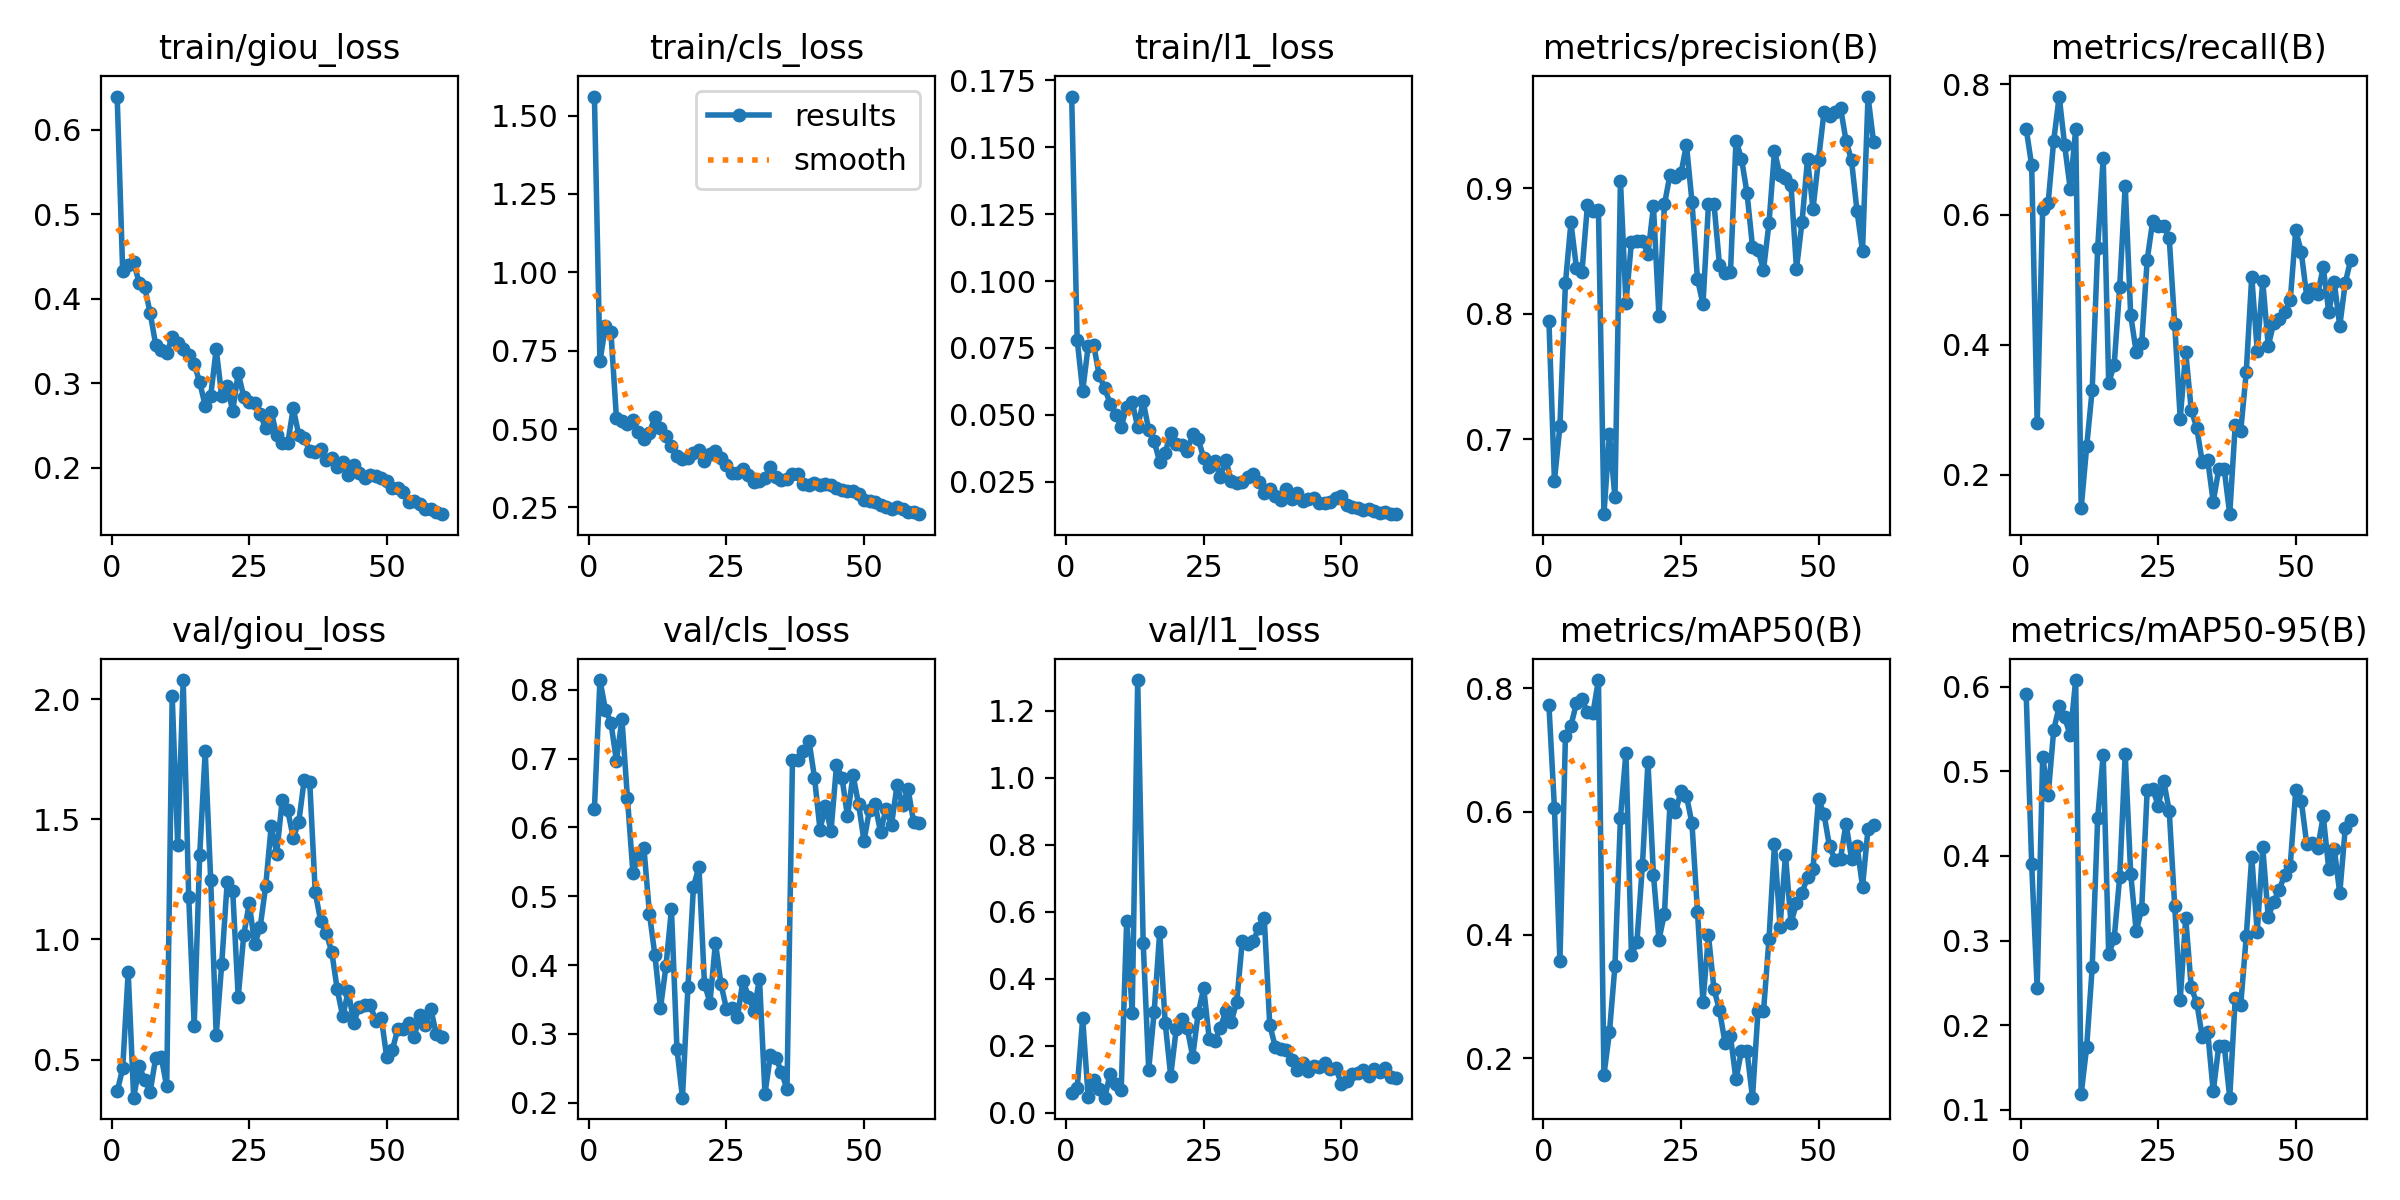 train/giou_loss
0.6
0.5
0.4
0.3
0.2
0 25 50
train/cls_loss
results
smooth
1.50
1.25
1.00
0.75
0.50
0.25
0 25 50
train/l1_loss
0.175
0.150
0.125
0.100
0.075
0.050
0.025
0 25 50
metrics/precision(B)
0.9
0.8
0.7
0 25 50
metrics/recall(B)
0.8
0.6
0.4
0.2
0 25 50
val/giou_loss
2.0
1.5
1.0
0.5
0 25 50
val/cls_loss
0.8
0.7
0.6
0.5
0.4
0.3
0.2
0 25 50
val/l1_loss
1.2
1.0
0.8
0.6
0.4
0.2
0.0
0 25 50
metrics/mAP50(B)
0.8
0.6
0.4
0.2
0 25 50
metrics/mAP50-95(B)
0.6
0.5
0.4
0.3
0.2
0.1
0 25 50